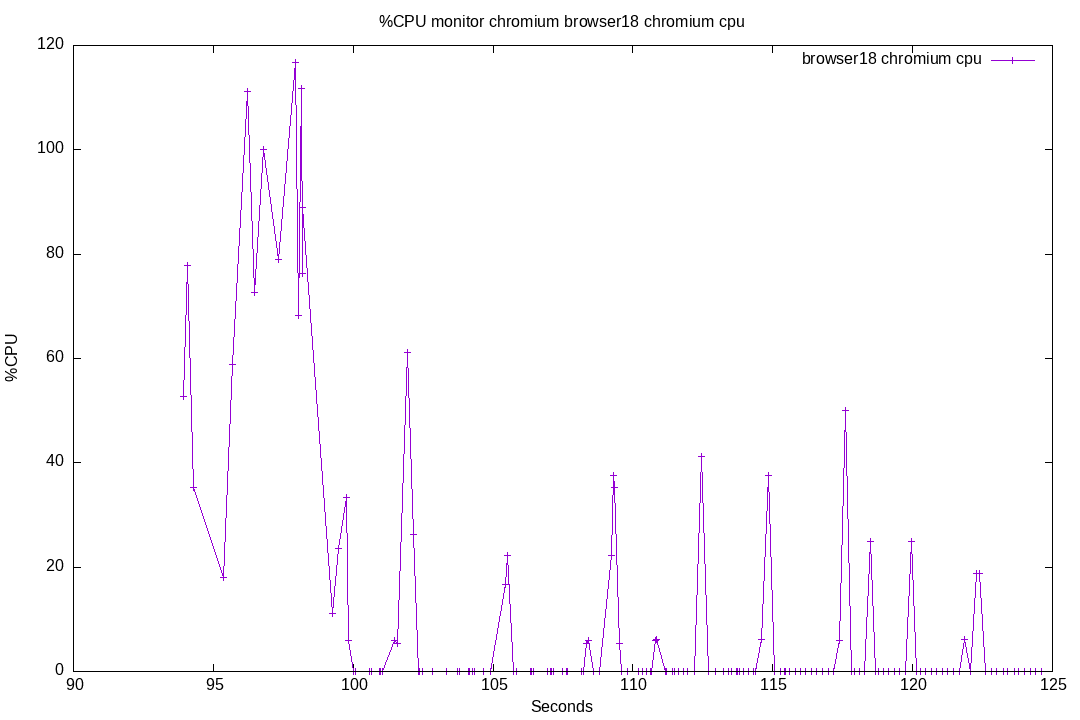 %CPU monitor chromium browser18 chromium cpu
browser18 chromium cpu
120
100
80
60
40
20
0
%CPU
90 95 100 105 110 115 120 125
Seconds